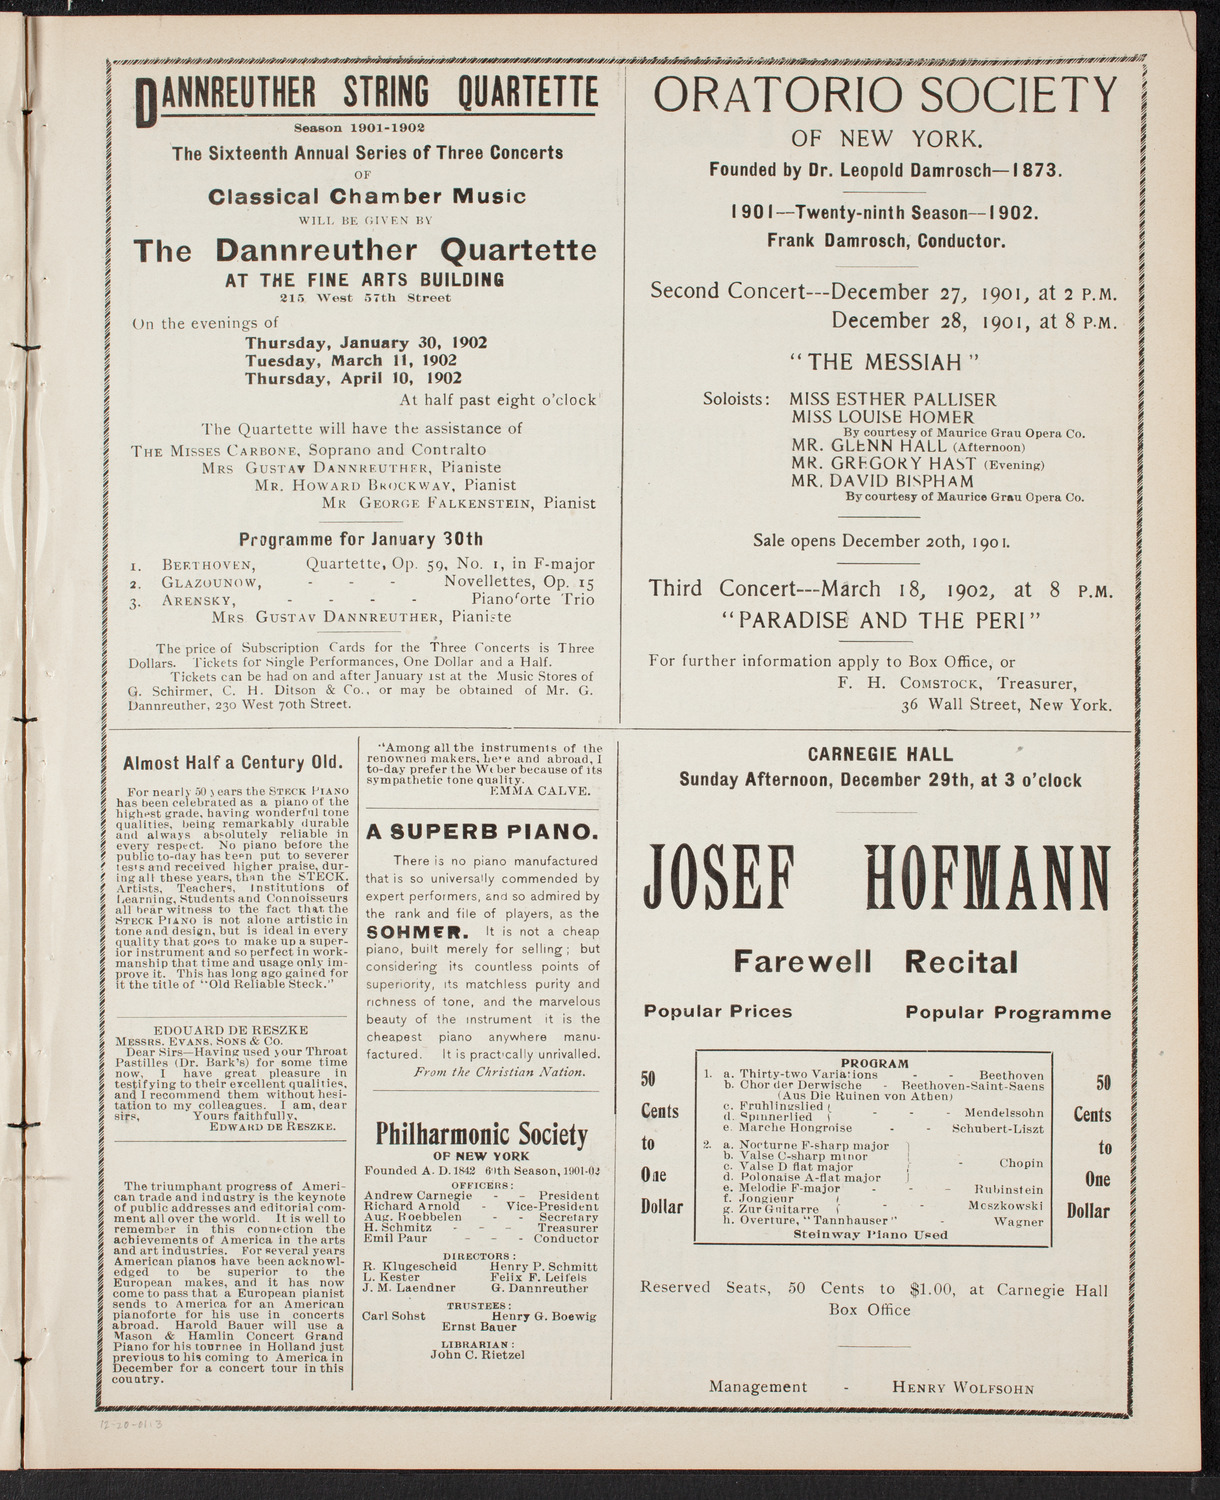 DANNREUTHER STRING QUARTETTE
Season 1901-1902
The Sixteenth Annual Series of Three Concerts
OF
Classical Chamber Music
WILL BE GIVEN BY
The Dannreuther Quartette
AT THE FINE ARTS BUILDING
215 West 57th Street
On the evenings of
Thursday, January 30, 1902
Tuesday, March 11, 1902
Thursday, April 10, 1902
At half past eight o'clock
The Quartette will have the assistance of
THE MISSES CARBONE, Soprano and Contralto
MRS GUSTAV DANNREUTHER, Pianiste
MR. HOWARD BROCKWAY, Pianist
MR GEORGE FALKENSTEIN, Pianist
Programme for January 30th
1. BEETHOVEN, Quartette, Op. 59, No. 1, in F-major
2. GLAZOUNOW, - - - Novellettes, Op. 15
3. ARENSKY, - - - - Pianoforte Trio
MRS GUSTAV DANNREUTHER, Pianiste
The price of Subscription Cards for the Three Concerts is Three
Dollars. Tickets for Single Performances, One Dollar and a Half.
Tickets can be had on and after January 1st at the Music Stores of
G. Schirmer, C. H. Ditson & Co., or may be obtained of Mr. G.
Dannreuther, 230 West 70th Street.
ORATORIO SOCIETY
OF NEW YORK.
Founded by Dr. Leopold Damrosch—1873.
1901—Twenty-ninth Season—1902.
Frank Damrosch, Conductor.
Second Concert---December 27, 1901, at 2 P.M.
December 28, 1901, at 8 P.M.
"THE MESSIAH"
Soloists: MISS ESTHER PALLISER
MISS LOUISE HOMER
By courtesy of Maurice Grau Opera Co.
MR. GLENN HALL (Afternoon)
MR. GREGORY HAST (Evening)
MR. DAVID BISPHAM
By courtesy of Maurice Grau Opera Co.
Sale opens December 20th, 1901.
Third Concert---March 18, 1902, at 8 P.M.
"PARADISE AND THE PERI"
For further information apply to Box Office, or
F. H. COMSTOCK, Treasurer,
36 Wall Street, New York.
Almost Half a Century Old.
For nearly 50 years the STECK PIANO
has been celebrated as a piano of the
highest grade, having wonderful tone
qualities, being remarkably durable
and always absolutely reliable in
every respect. No piano before the
public to-day has been put to severer
tests and received higher praise, dur-
ing all these years, than the STECK.
Artists, Teachers, Institutions of
Learning, Students and Connoisseurs
all bear witness to the fact that the
STECK PIANO is not alone artistic in
tone and design, but is ideal in every
quality that goes to make up a super-
ior instrument and so perfect in work-
manship that time and usage only im-
prove it. This has long ago gained for
it the title of "Old Reliable Steck."
EDOUARD DE RESZKE
MESSRS. EVANS, SONS & CO.
Dear Sirs—Having used your Throat
Pastilles (Dr. Bark's) for some time
now, I have great pleasure in
testifying to their excellent qualities,
and I recommend them without hesi-
tation to my colleagues. I am, dear
sirs, Yours faithfully,
EDWARD DE RESZKE.
The triumphant progress of Ameri-
can trade and industry is the keynote
of public addresses and editorial com-
ment all over the world. It is well to
remember in this connection the
achievements of America in the arts
and art industries. For several years
American pianos have been acknowl-
edged to be superior to the
European makes, and it has now
come to pass that a European pianist
sends to America for an American
pianoforte for his use in concerts
abroad. Harold Bauer will use a
Mason & Hamlin Concert Grand
Piano for his tournee in Holland just
previous to his coming to America in
December for a concert tour in this
country.
"Among all the instruments of the
renowned makers, here and abroad, I
to-day prefer the Weber because of its
sympathetic tone quality.
EMMA CALVE.
A SUPERB PIANO.
There is no piano manufactured
that is so universally commended by
expert performers, and so admired by
the rank and file of players, as the
SOHMER. It is not a cheap
piano, built merely for selling; but
considering its countless points of
superiority, its matchless purity and
richness of tone, and the marvelous
beauty of the instrument it is the
cheapest piano anywhere manu-
factured. It is practically unrivalled.
From the Christian Nation.
Philharmonic Society
OF NEW YORK
Founded A. D. 1842 60th Season, 1901-02
OFFICERS:
Andrew Carnegie - - President
Richard Arnold - Vice-President
Aug. Roebbelen - - Secretary
H. Schmitz - - - Treasurer
Emil Paur - - - Conductor
DIRECTORS:
R. Klugescheid Henry P. Schmitt
L. Kester Felix F. Leifels
J. M. Laendner G. Dannreuther
TRUSTEES:
Carl Sohst Henry G. Boewig
Ernst Bauer
LIBRARIAN:
John C. Rietzel
CARNEGIE HALL
Sunday Afternoon, December 29th, at 3 o'clock
JOSEF HOFMANN
Farewell Recital
Popular Prices Popular Programme
50
Cents
to
One
Dollar
PROGRAM
1. a. Thirty-two Variations - - Beethoven
b. Chor der Derwische - Beethoven-Saint-Saens
(Aus Die Ruinen von Athen)
c. Fruhlingslied
d. Spinnerlied - - - Mendelssohn
e. Marche Hongroise - - Schubert-Liszt
2. a. Nocturne F-sharp major
b. Valse C-sharp minor
c. Valse D flat major - Chopin
d. Polonaise A-flat major
e. Melodie F-major - - - Rubinstein
f. Jongleur
g. Zur Guitarre - - - Moszkowski
h. Overture, "Tannhauser" - Wagner
Steinway Piano Used
50
Cents
to
One
Dollar
Reserved Seats, 50 Cents to $1.00, at Carnegie Hall
Box Office
Management - HENRY WOLFSOHN
12-20-01:3